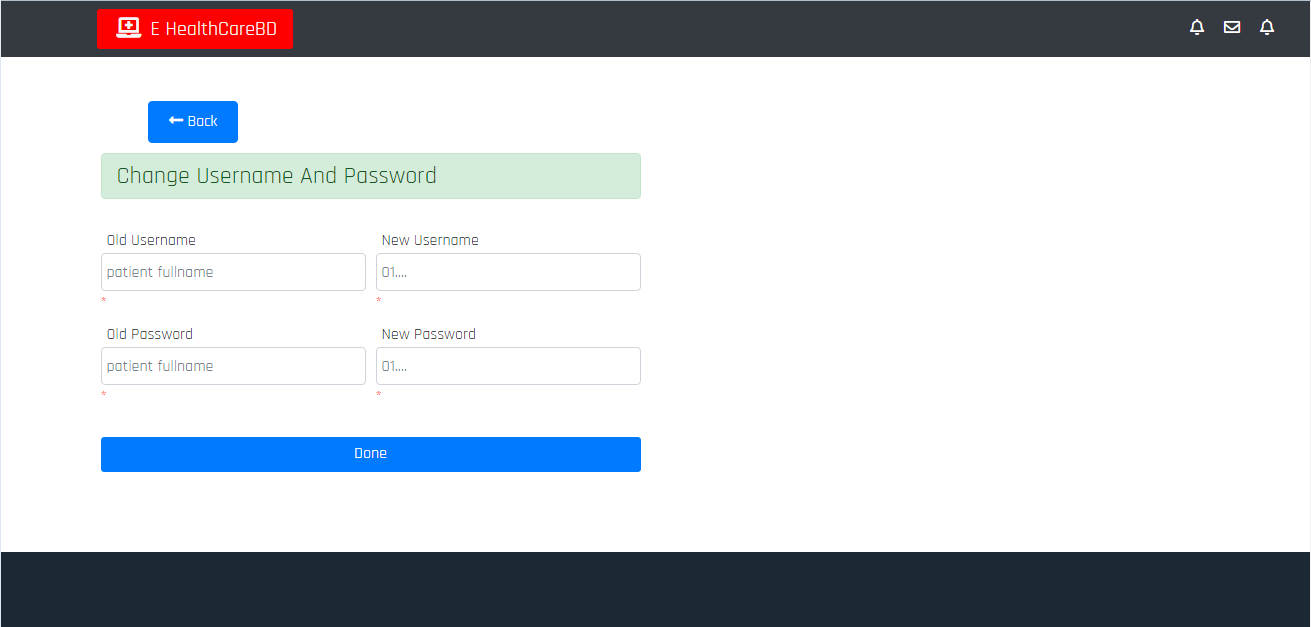 E HealthCareBD
Back
Change Username And Password
Old Username New Username
patient fullname 01....
* *
Old Password New Password
patient fullname 01....
* *
Done